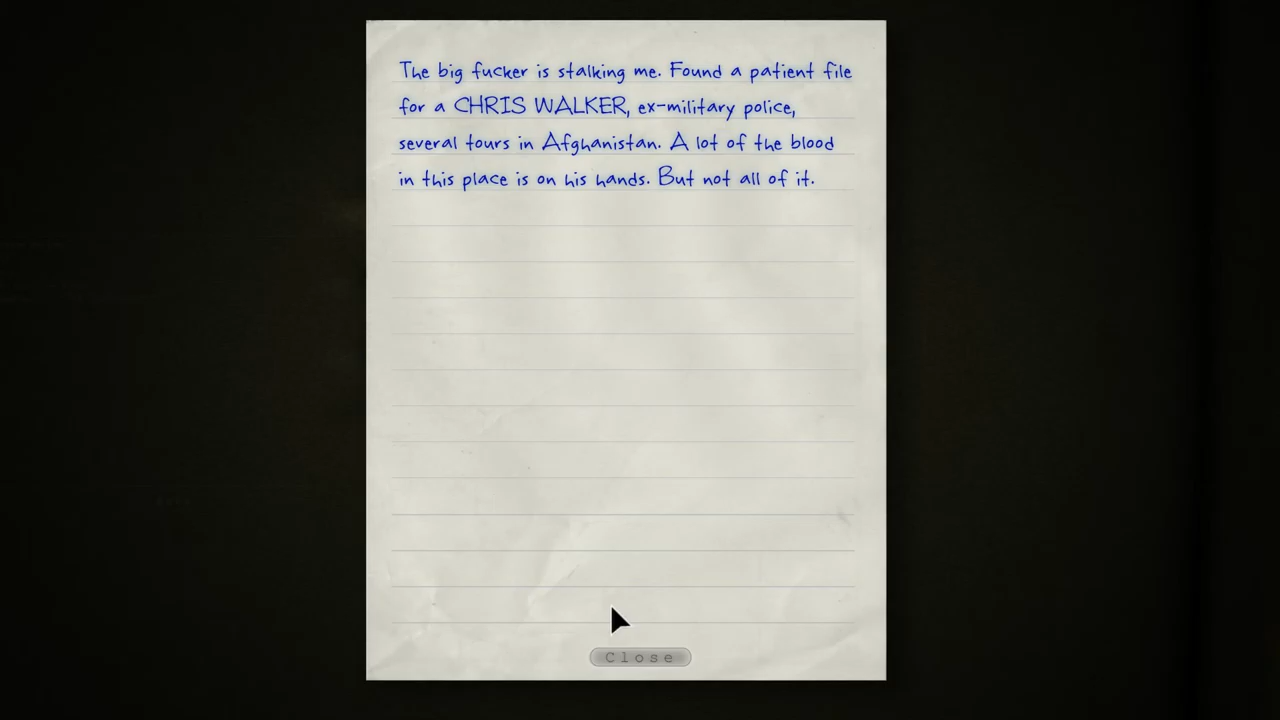 The big fucker is stalking me. Found a patient file
for a CHRIS WALKER, ex-military police,
several tours in Afghanistan. A lot of the blood
in this place is on his hands. But not all of it.
Close